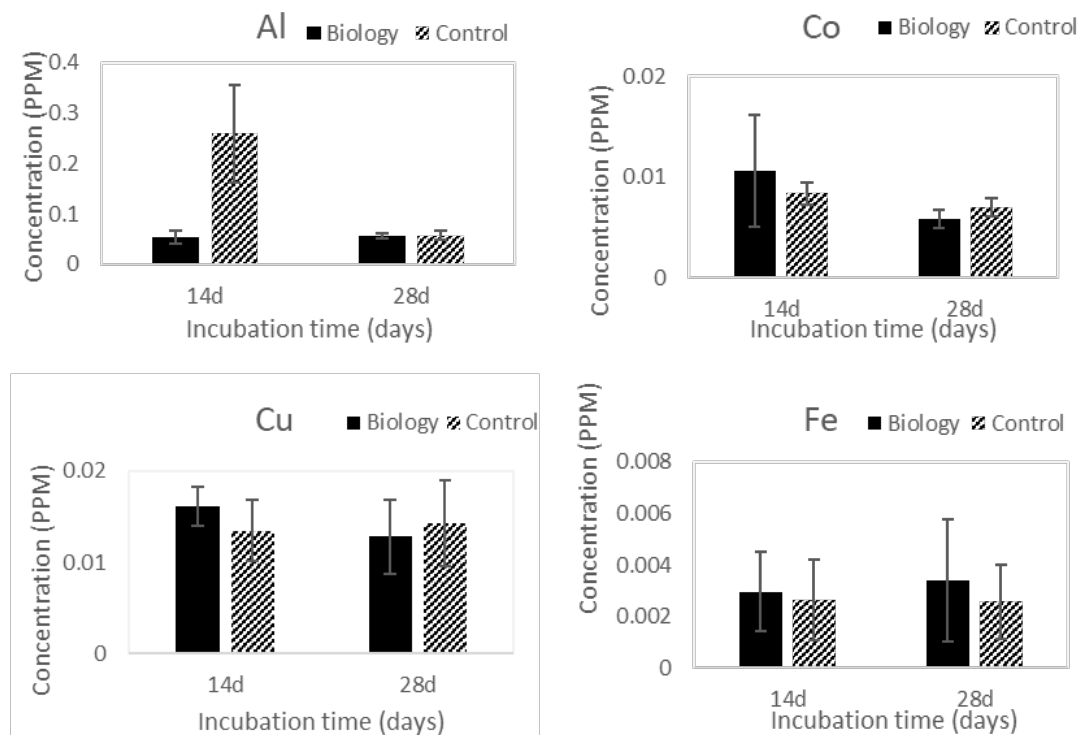 Al
Biology Control
Concentration (PPM)
0.4
0.3
0.2
0.1
0
14d 28d
Incubation time (days)
Co
Biology Control
Concentration (PPM)
0.02
0.01
0
14d 28d
Incubation time (days)
Cu
Biology Control
Concentration (PPM)
0.02
0.01
0
14d 28d
Incubation time (days)
Fe
Biology Control
Concentration (PPM)
0.008
0.006
0.004
0.002
0
14d 28d
Incubation time (days)